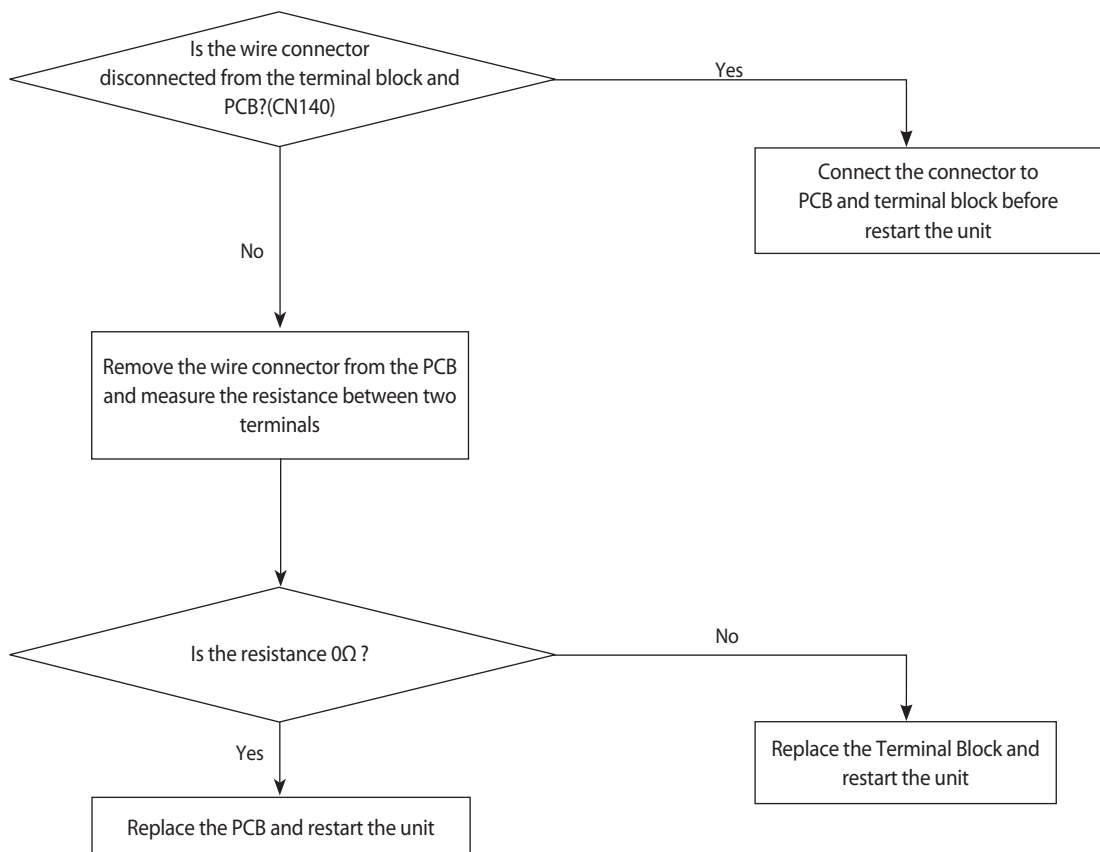 Is the wire connector
disconnected from the terminal block and
PCB?(CN140)
Yes
Connect the connector to
PCB and terminal block before
restart the unit
No
Remove the wire connector from the PCB
and measure the resistance between two
terminals
Is the resistance 0Ω ?
No
Yes
Replace the Terminal Block and
restart the unit
Replace the PCB and restart the unit